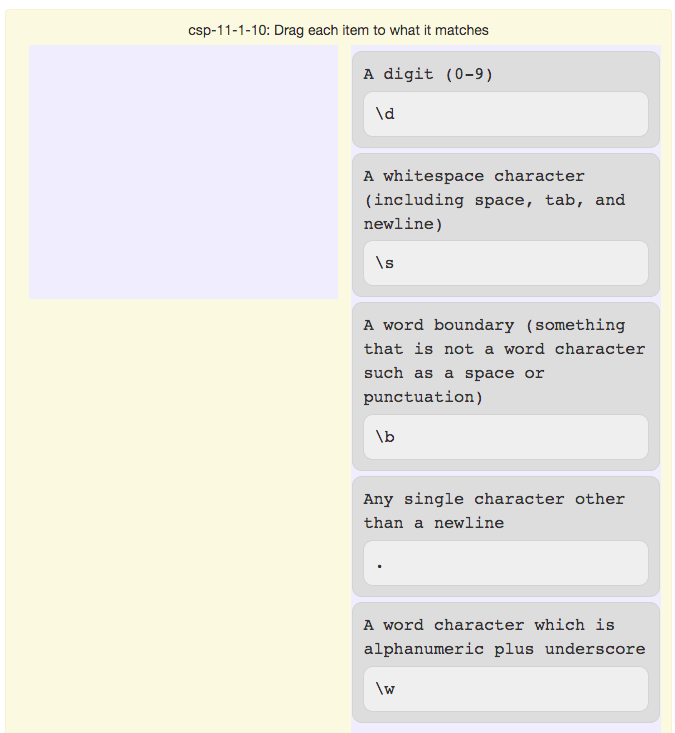 csp-11-1-10: Drag each item to what it matches
A digit (0-9)
\d
A whitespace character
(including space, tab, and
newline)
\s
A word boundary (something
that is not a word character
such as a space or
punctuation)
\b
Any single character other
than a newline
.
A word character which is
alphanumeric plus underscore
\w